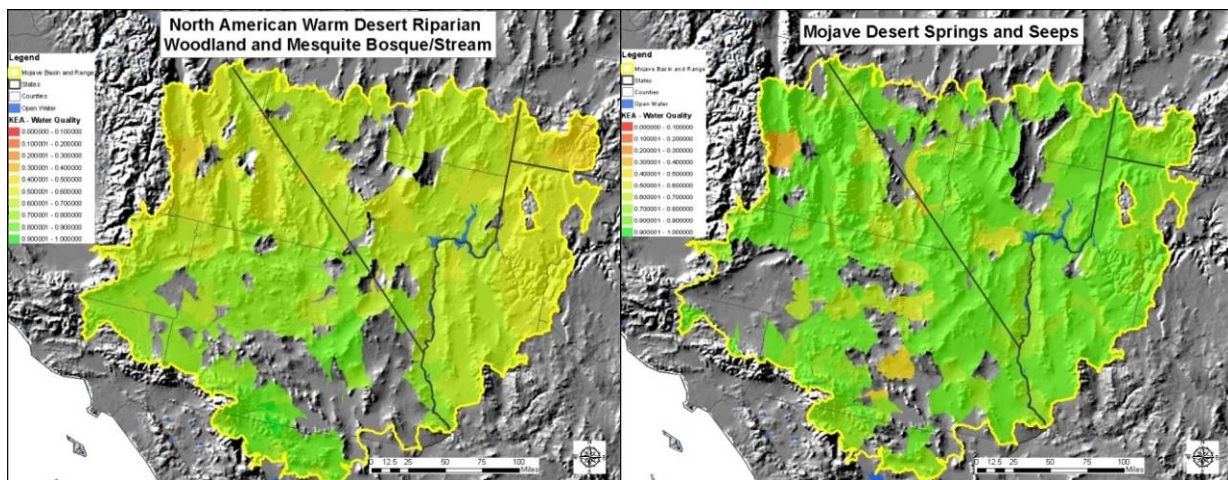 North American Warm Desert Riparian
Woodland and Mesquite Bosque/Stream
Legend
Mojave Basin and Range
States
Counties
Open Water
KEA - Water Quality
0.000000 - 0.100000
0.100001 - 0.200000
0.200001 - 0.300000
0.300001 - 0.400000
0.400001 - 0.500000
0.500001 - 0.600000
0.600001 - 0.700000
0.700001 - 0.800000
0.800001 - 0.900000
0.900001 - 1.000000
0 12.5 25 50 75 100
Miles
Mojave Desert Springs and Seeps
Legend
Mojave Basin and Range
States
Counties
Open Water
KEA - Water Quality
0.000000 - 0.100000
0.100001 - 0.200000
0.200001 - 0.300000
0.300001 - 0.400000
0.400001 - 0.500000
0.500001 - 0.600000
0.600001 - 0.700000
0.700001 - 0.800000
0.800001 - 0.900000
0.900001 - 1.000000
0 12.5 25 50 75 100
Miles